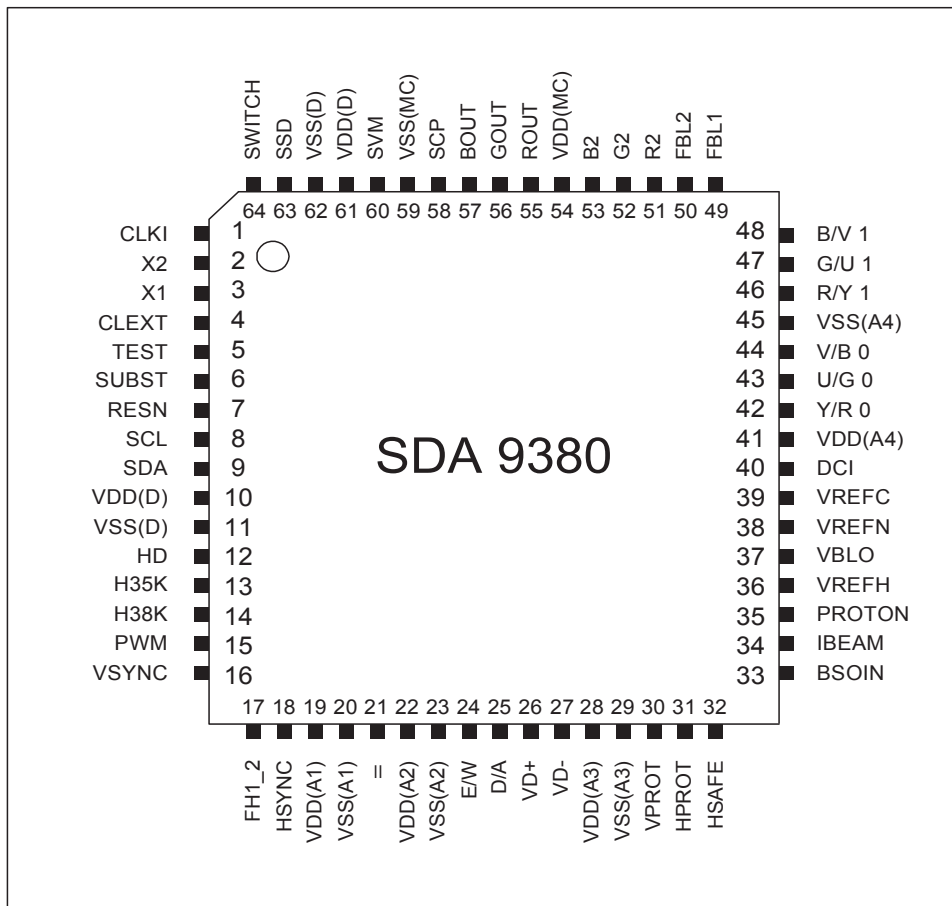 SWITCH SSD VSS(D) VDD(D) SVM VSS(MC) SCP BOUT GOUT ROUT VDD(MC) B2 G2 R2 FBL2 FBL1
64 63 62 61 60 59 58 57 56 55 54 53 52 51 50 49
CLKI 1 48 B/V 1
X2 2 47 G/U 1
X1 3 46 R/Y 1
CLEXT 4 45 VSS(A4)
TEST 5 44 V/B 0
SUBST 6 43 U/G 0
RESN 7 42 Y/R 0
SCL 8 41 VDD(A4)
SDA 9 40 DCI
VDD(D) 10 39 VREFC
VSS(D) 11 38 VREFN
HD 12 37 VBLO
H35K 13 36 VREFH
H38K 14 35 PROTON
PWM 15 34 IBEAM
VSYNC 16 33 BSOIN
SDA 9380
17 18 19 20 21 22 23 24 25 26 27 28 29 30 31 32
FH1_2 HSYNC VDD(A1) VSS(A1) = VDD(A2) VSS(A2) E/W D/A VD+ VD- VDD(A3) VSS(A3) VPROT HPROT HSAFE